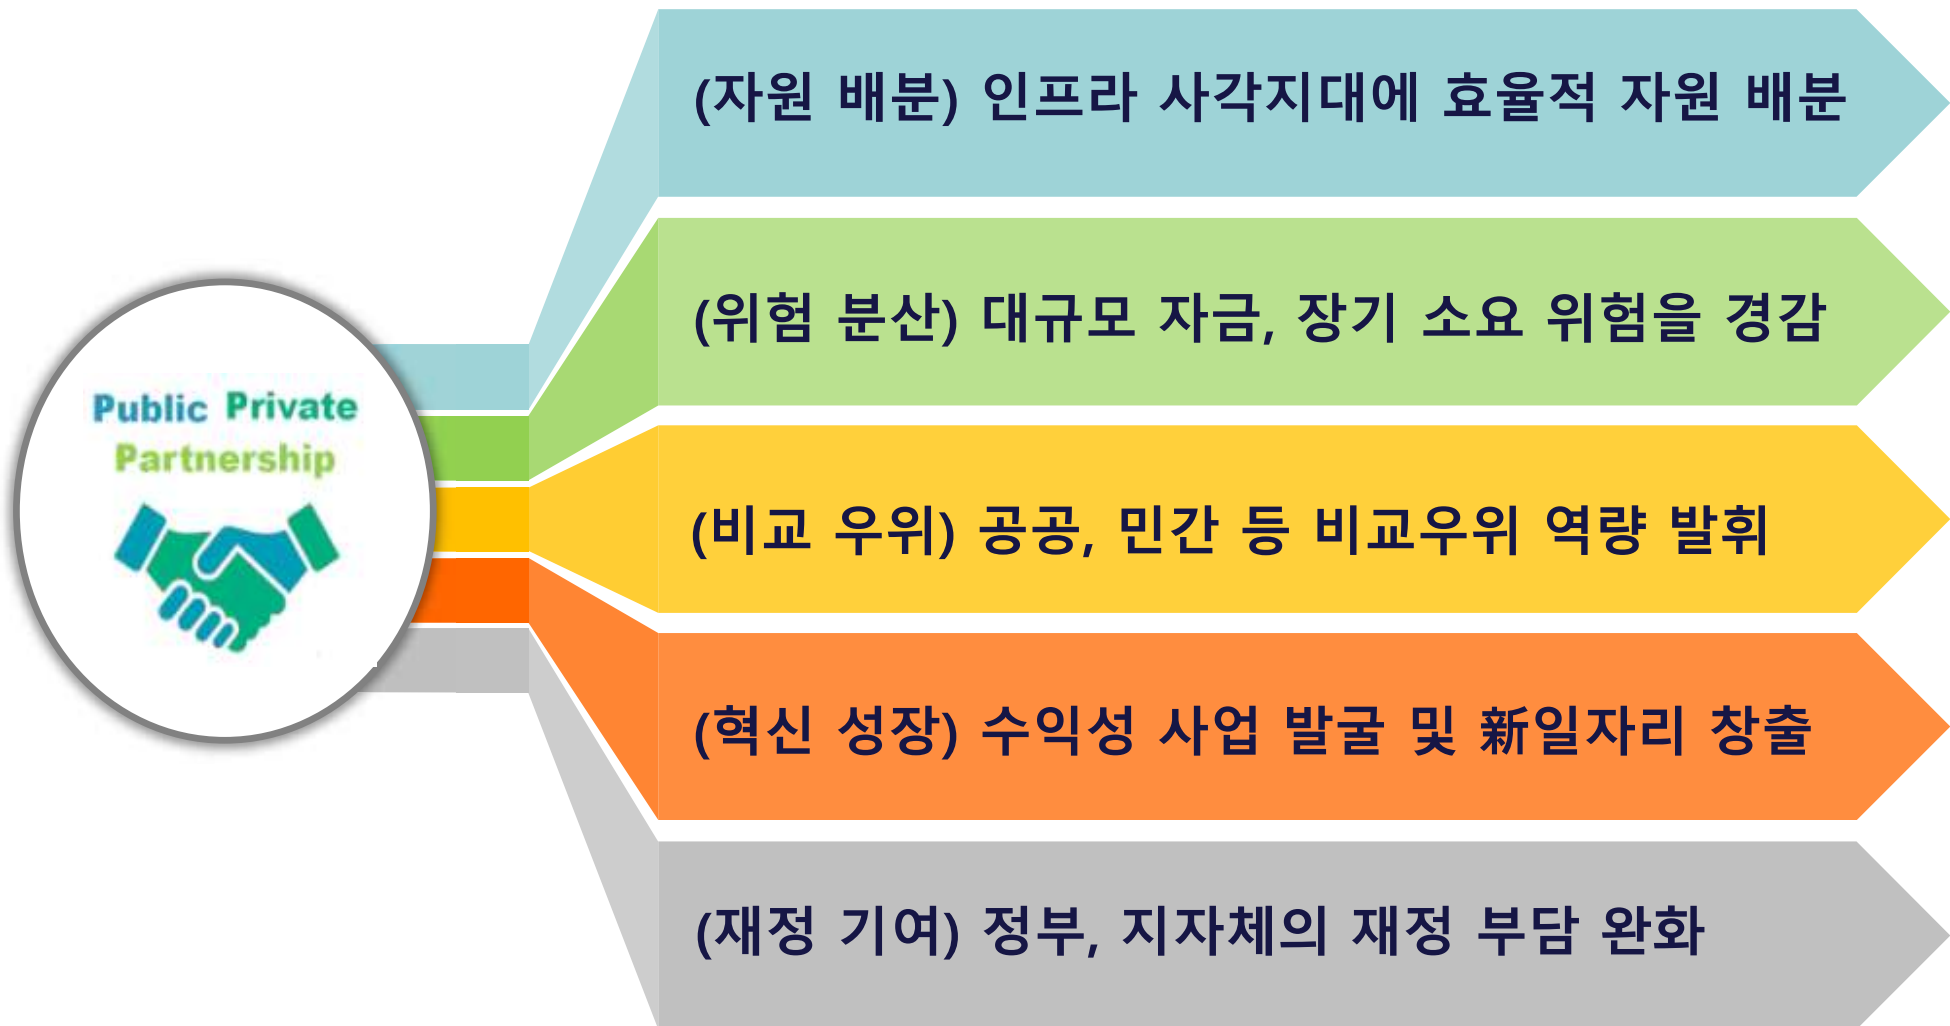 Public Private
Partnership
(자원 배분) 인프라 사각지대에 효율적 자원 배분
(위험 분산) 대규모 자금, 장기 소요 위험을 경감
(비교 우위) 공공, 민간 등 비교우위 역량 발휘
(혁신 성장) 수익성 사업 발굴 및 新일자리 창출
(재정 기여) 정부, 지자체의 재정 부담 완화